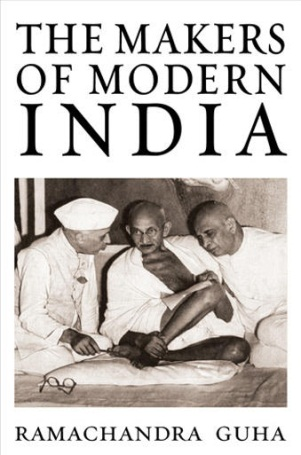 THE MAKERS
OF MODERN
INDIA
RAMACHANDRA GUHA